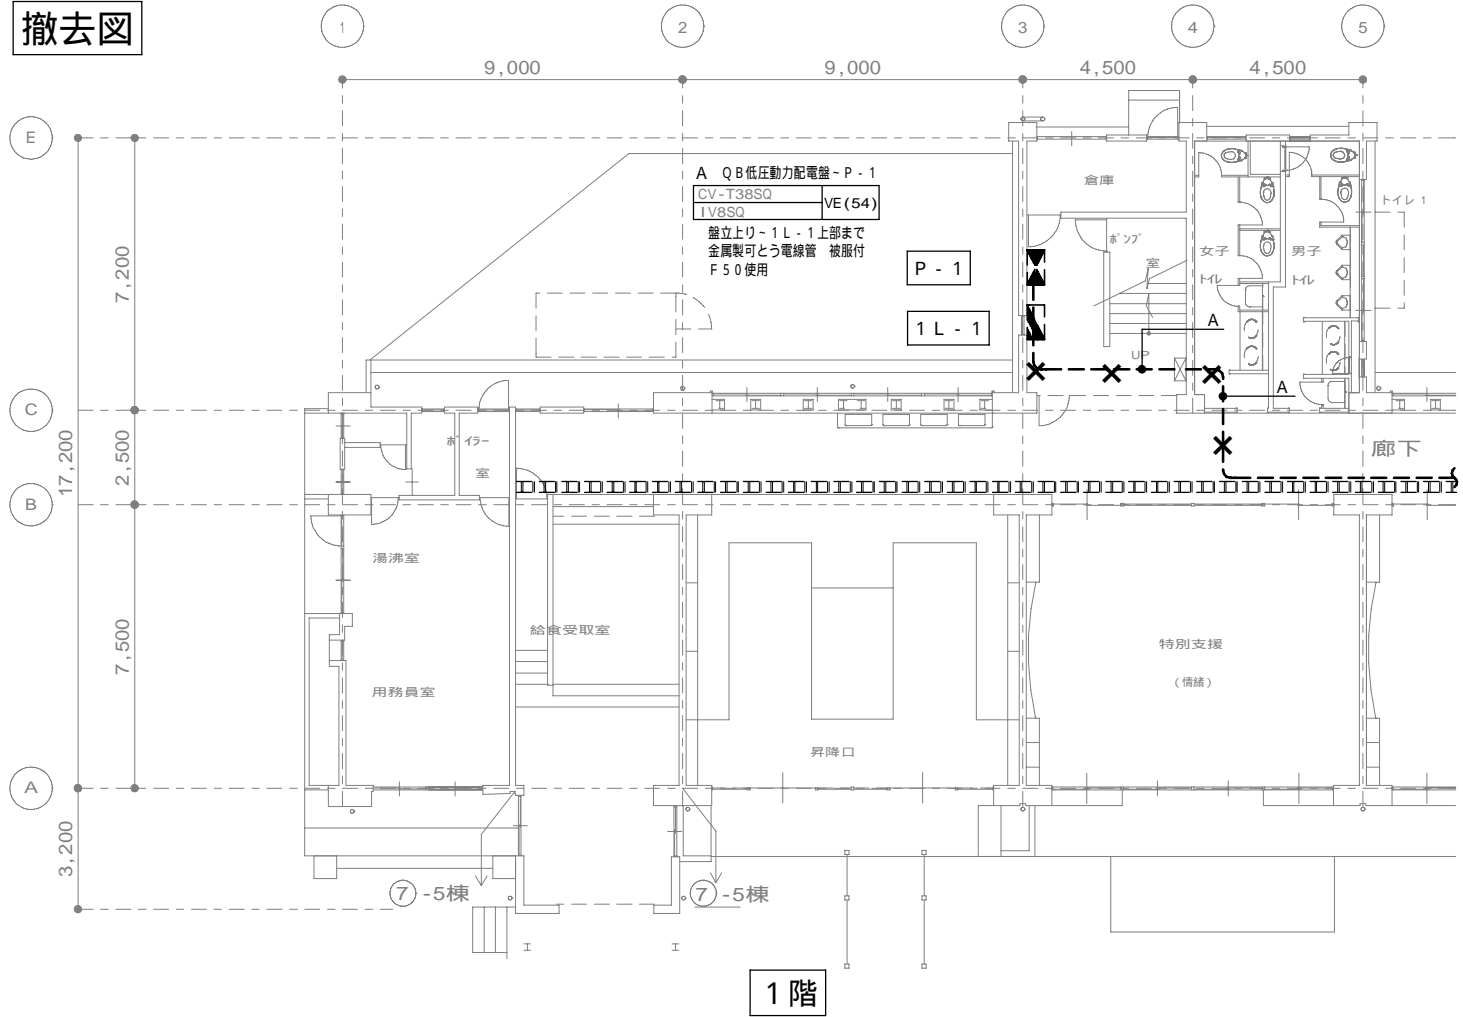 撤去図
1
2
3
4
5
9,000
9,000
4,500
4,500
E
C
B
A
7,200
2,500
17,200
7,500
3,200
A QB低圧動力配電盤~P-1
CV-T38SQ
IV8SQ
VE(54)
盤立上り~1L-1上部まで
金属製可とう電線管 被服付
F50使用
P-1
1L-1
倉庫
ポンプ
室
UP
A
A
女子
トイレ
男子
トイレ
トイレ1
廊下
ボイラー
室
湯沸室
用務員室
給食受取室
昇降口
特別支援
(情緒)
7 -5棟
7 -5棟
1階